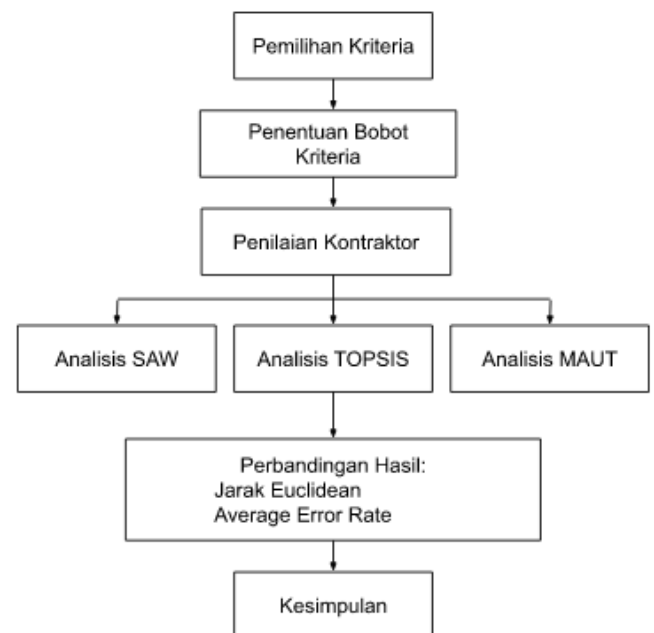 Pemilihan Kriteria
Penentuan Bobot
Kriteria
Penilaian Kontraktor
Analisis SAW
Analisis TOPSIS
Analisis MAUT
Perbandingan Hasil:
Jarak Euclidean
Average Error Rate
Kesimpulan